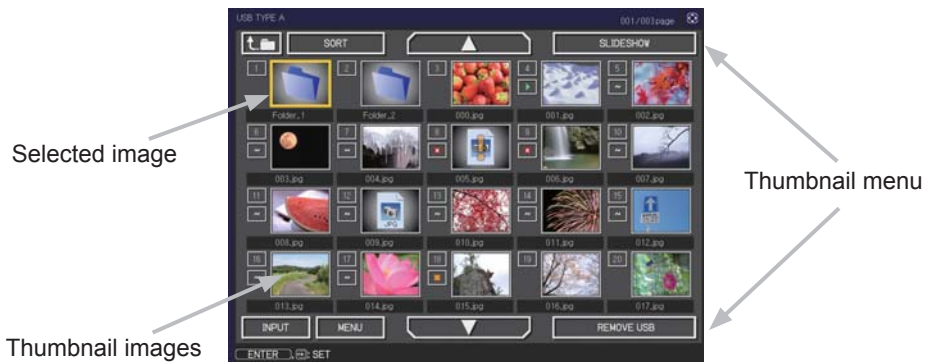 USB TYPE A 001/003page
SORT SLIDESHOW
1 2 3 4 5
Folder_1 Folder_2 000.jpg 001.jpg 002.jpg
6 7 8 9 10
003.jpg 004.jpg 005.jpg 006.jpg 007.jpg
11 12 13 14 15
JPG
008.jpg 009.jpg 010.jpg 011.jpg 012.jpg
16 17 18 19 20
013.jpg 014.jpg 015.jpg 016.jpg 017.jpg
INPUT MENU REMOVE USB
ENTER , : SET
Selected image
Thumbnail menu
Thumbnail images